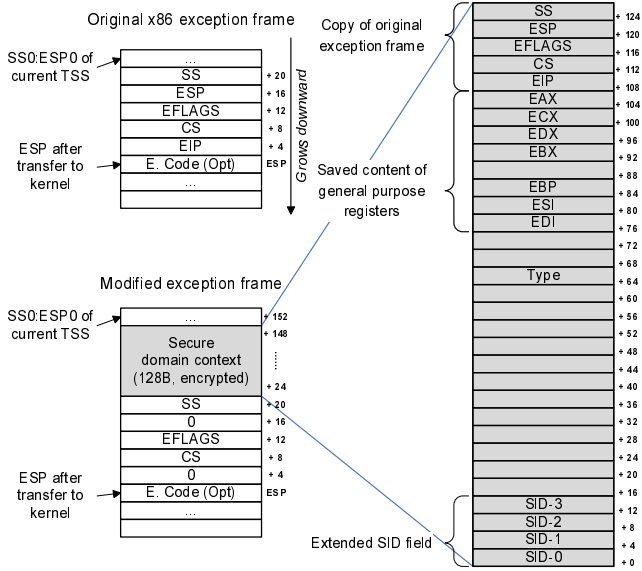 Original x86 exception frame
SS0:ESP0 of
current TSS
...
SS
+ 20
ESP
+ 16
EFLAGS
+ 12
CS
+ 8
EIP
+ 4
ESP after
transfer to
kernel
E. Code (Opt)
ESP
...
Grows downward
Modified exception frame
SS0:ESP0 of
current TSS
...
+ 152
+ 148
Secure
domain context
(128B, encrypted)
......
+ 24
SS
+ 20
0
+ 16
EFLAGS
+ 12
CS
+ 8
0
+ 4
ESP after
transfer to
kernel
E. Code (Opt)
ESP
...
Copy of original
exception frame
Saved content of
general purpose
registers
Extended SID field
SS
+ 124
ESP
+ 120
EFLAGS
+ 116
CS
+ 112
EIP
+ 108
EAX
+ 104
ECX
+ 100
EDX
+ 96
EBX
+ 92
+ 88
EBP
+ 84
ESI
+ 80
EDI
+ 76
+ 72
+ 68
Type
+ 64
+ 60
+ 56
+ 52
+ 48
+ 44
+ 40
+ 36
+ 32
+ 28
+ 24
+ 20
+ 16
SID-3
+ 12
SID-2
+ 8
SID-1
+ 4
SID-0
+ 0